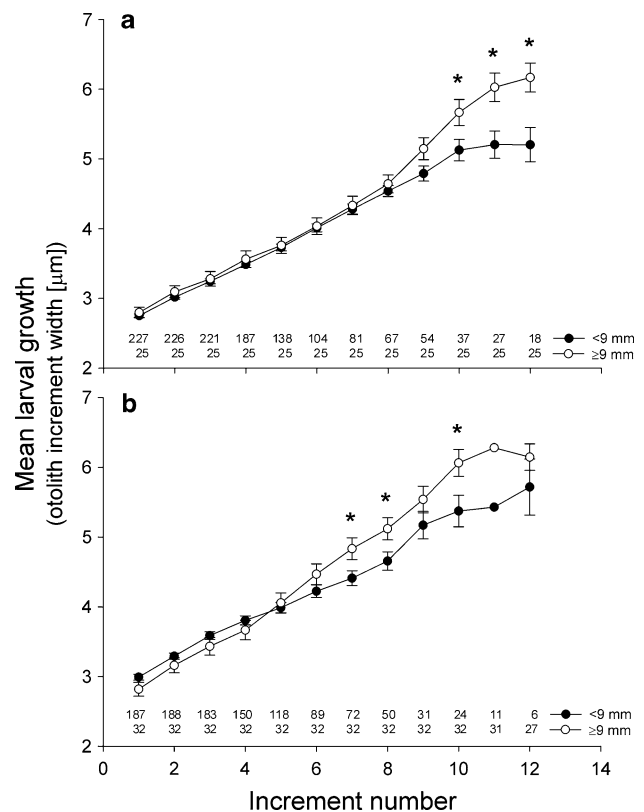 a
7
6
5
4
3
2
* * *
227 226 221 187 138 104 81 67 54 37 27 18 <9 mm
25 25 25 25 25 25 25 25 25 25 25 25 ≥9 mm
Mean larval growth
(otolith increment width [µm])
b
7
6
5
4
3
2
* * *
187 188 183 150 118 89 72 50 31 24 11 6 <9 mm
32 32 32 32 32 32 32 32 32 32 31 27 ≥9 mm
0 2 4 6 8 10 12 14
Increment number